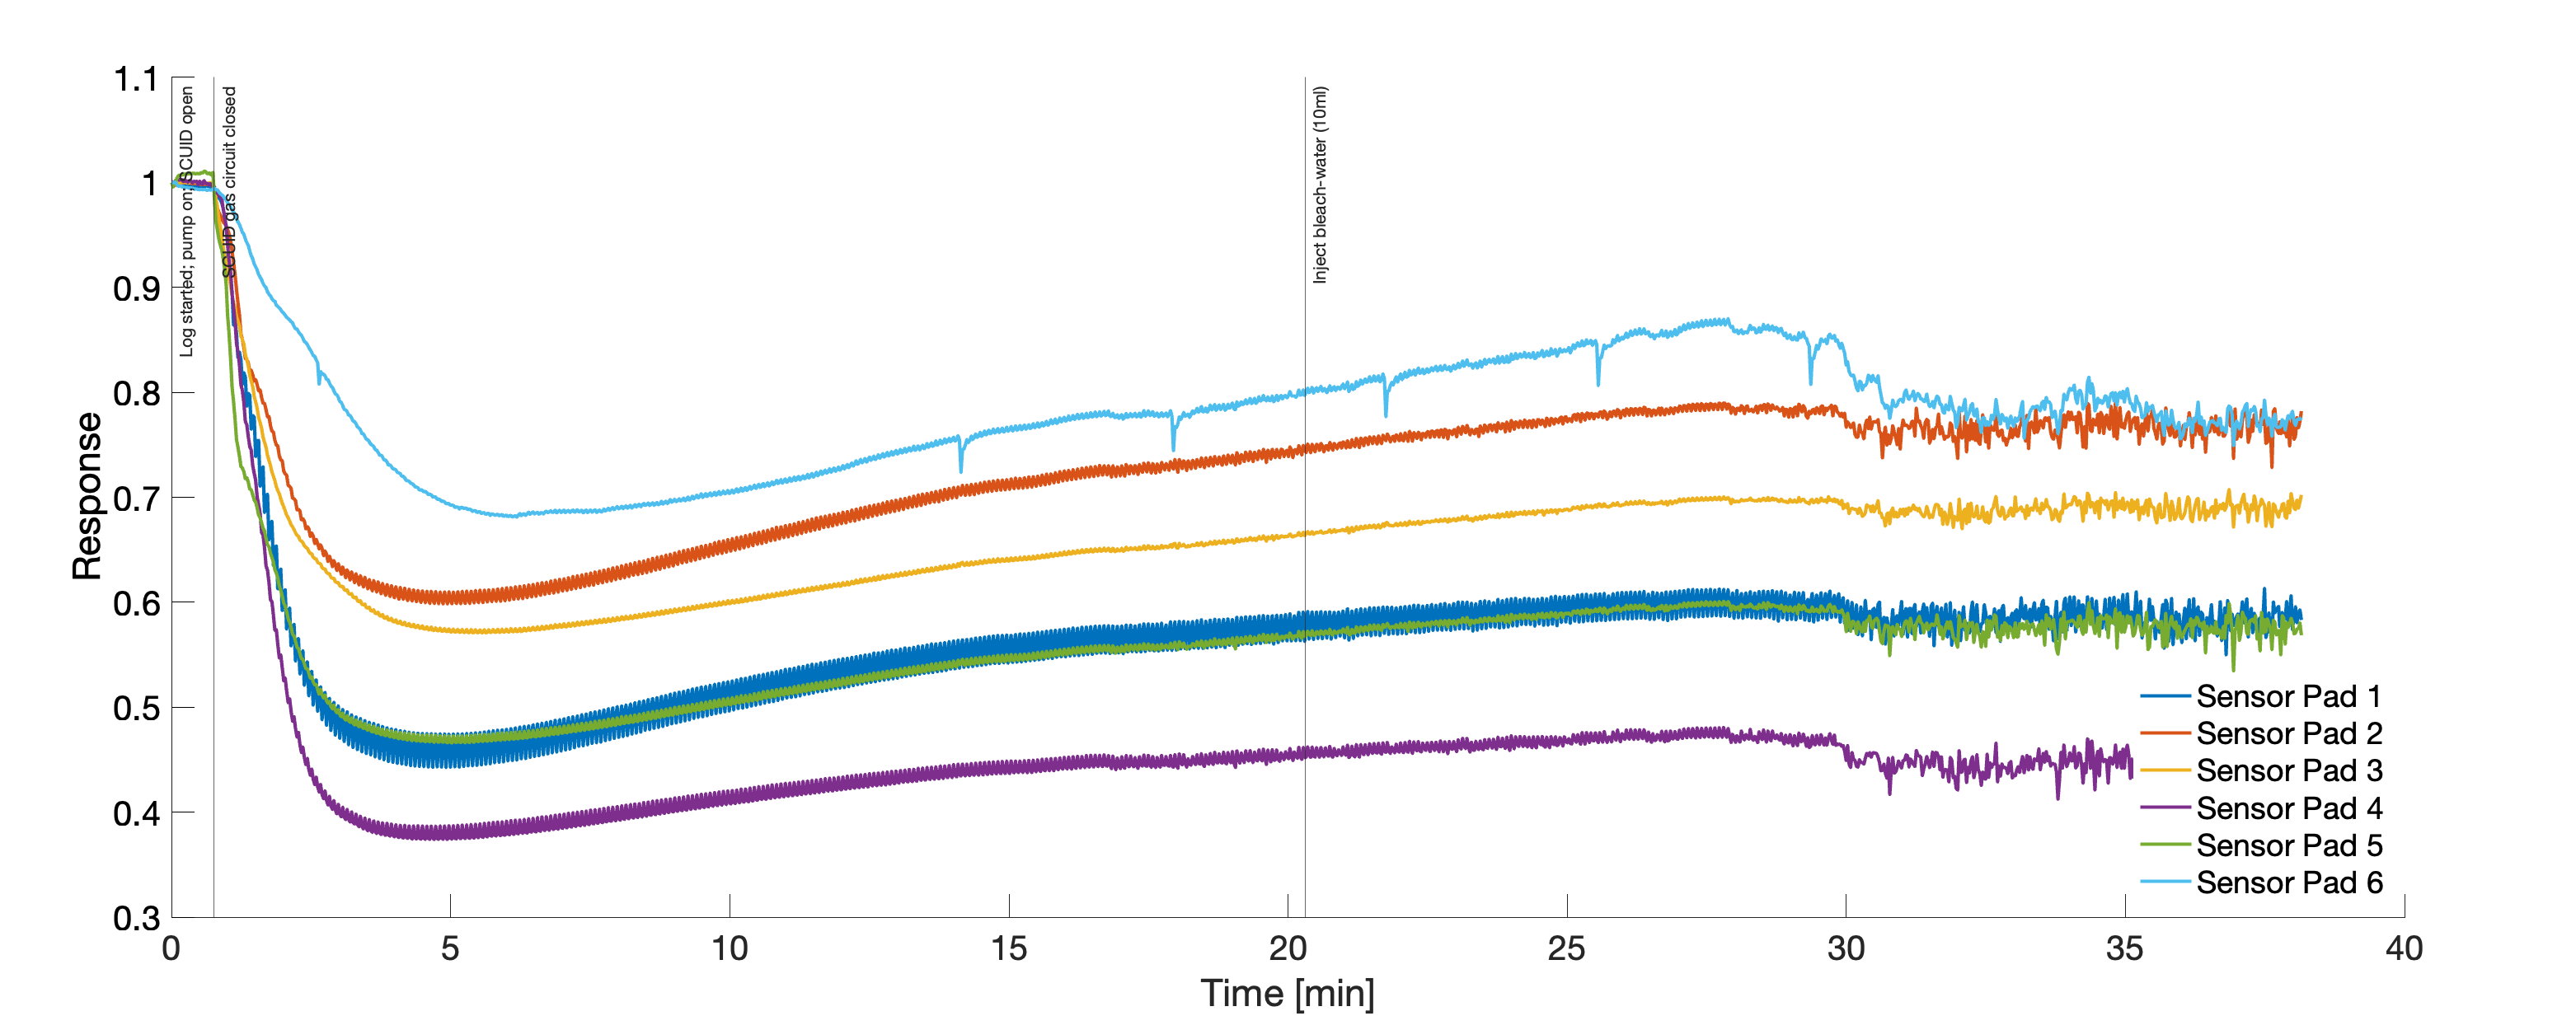 1.1
1
0.9
0.8
0.7
0.6
0.5
0.4
0.3
Response
Log started; pump on; SCUID open
SCUID gas circuit closed
Inject bleach-water (10ml)
Sensor Pad 1
Sensor Pad 2
Sensor Pad 3
Sensor Pad 4
Sensor Pad 5
Sensor Pad 6
0 5 10 15 20 25 30 35 40
Time [min]